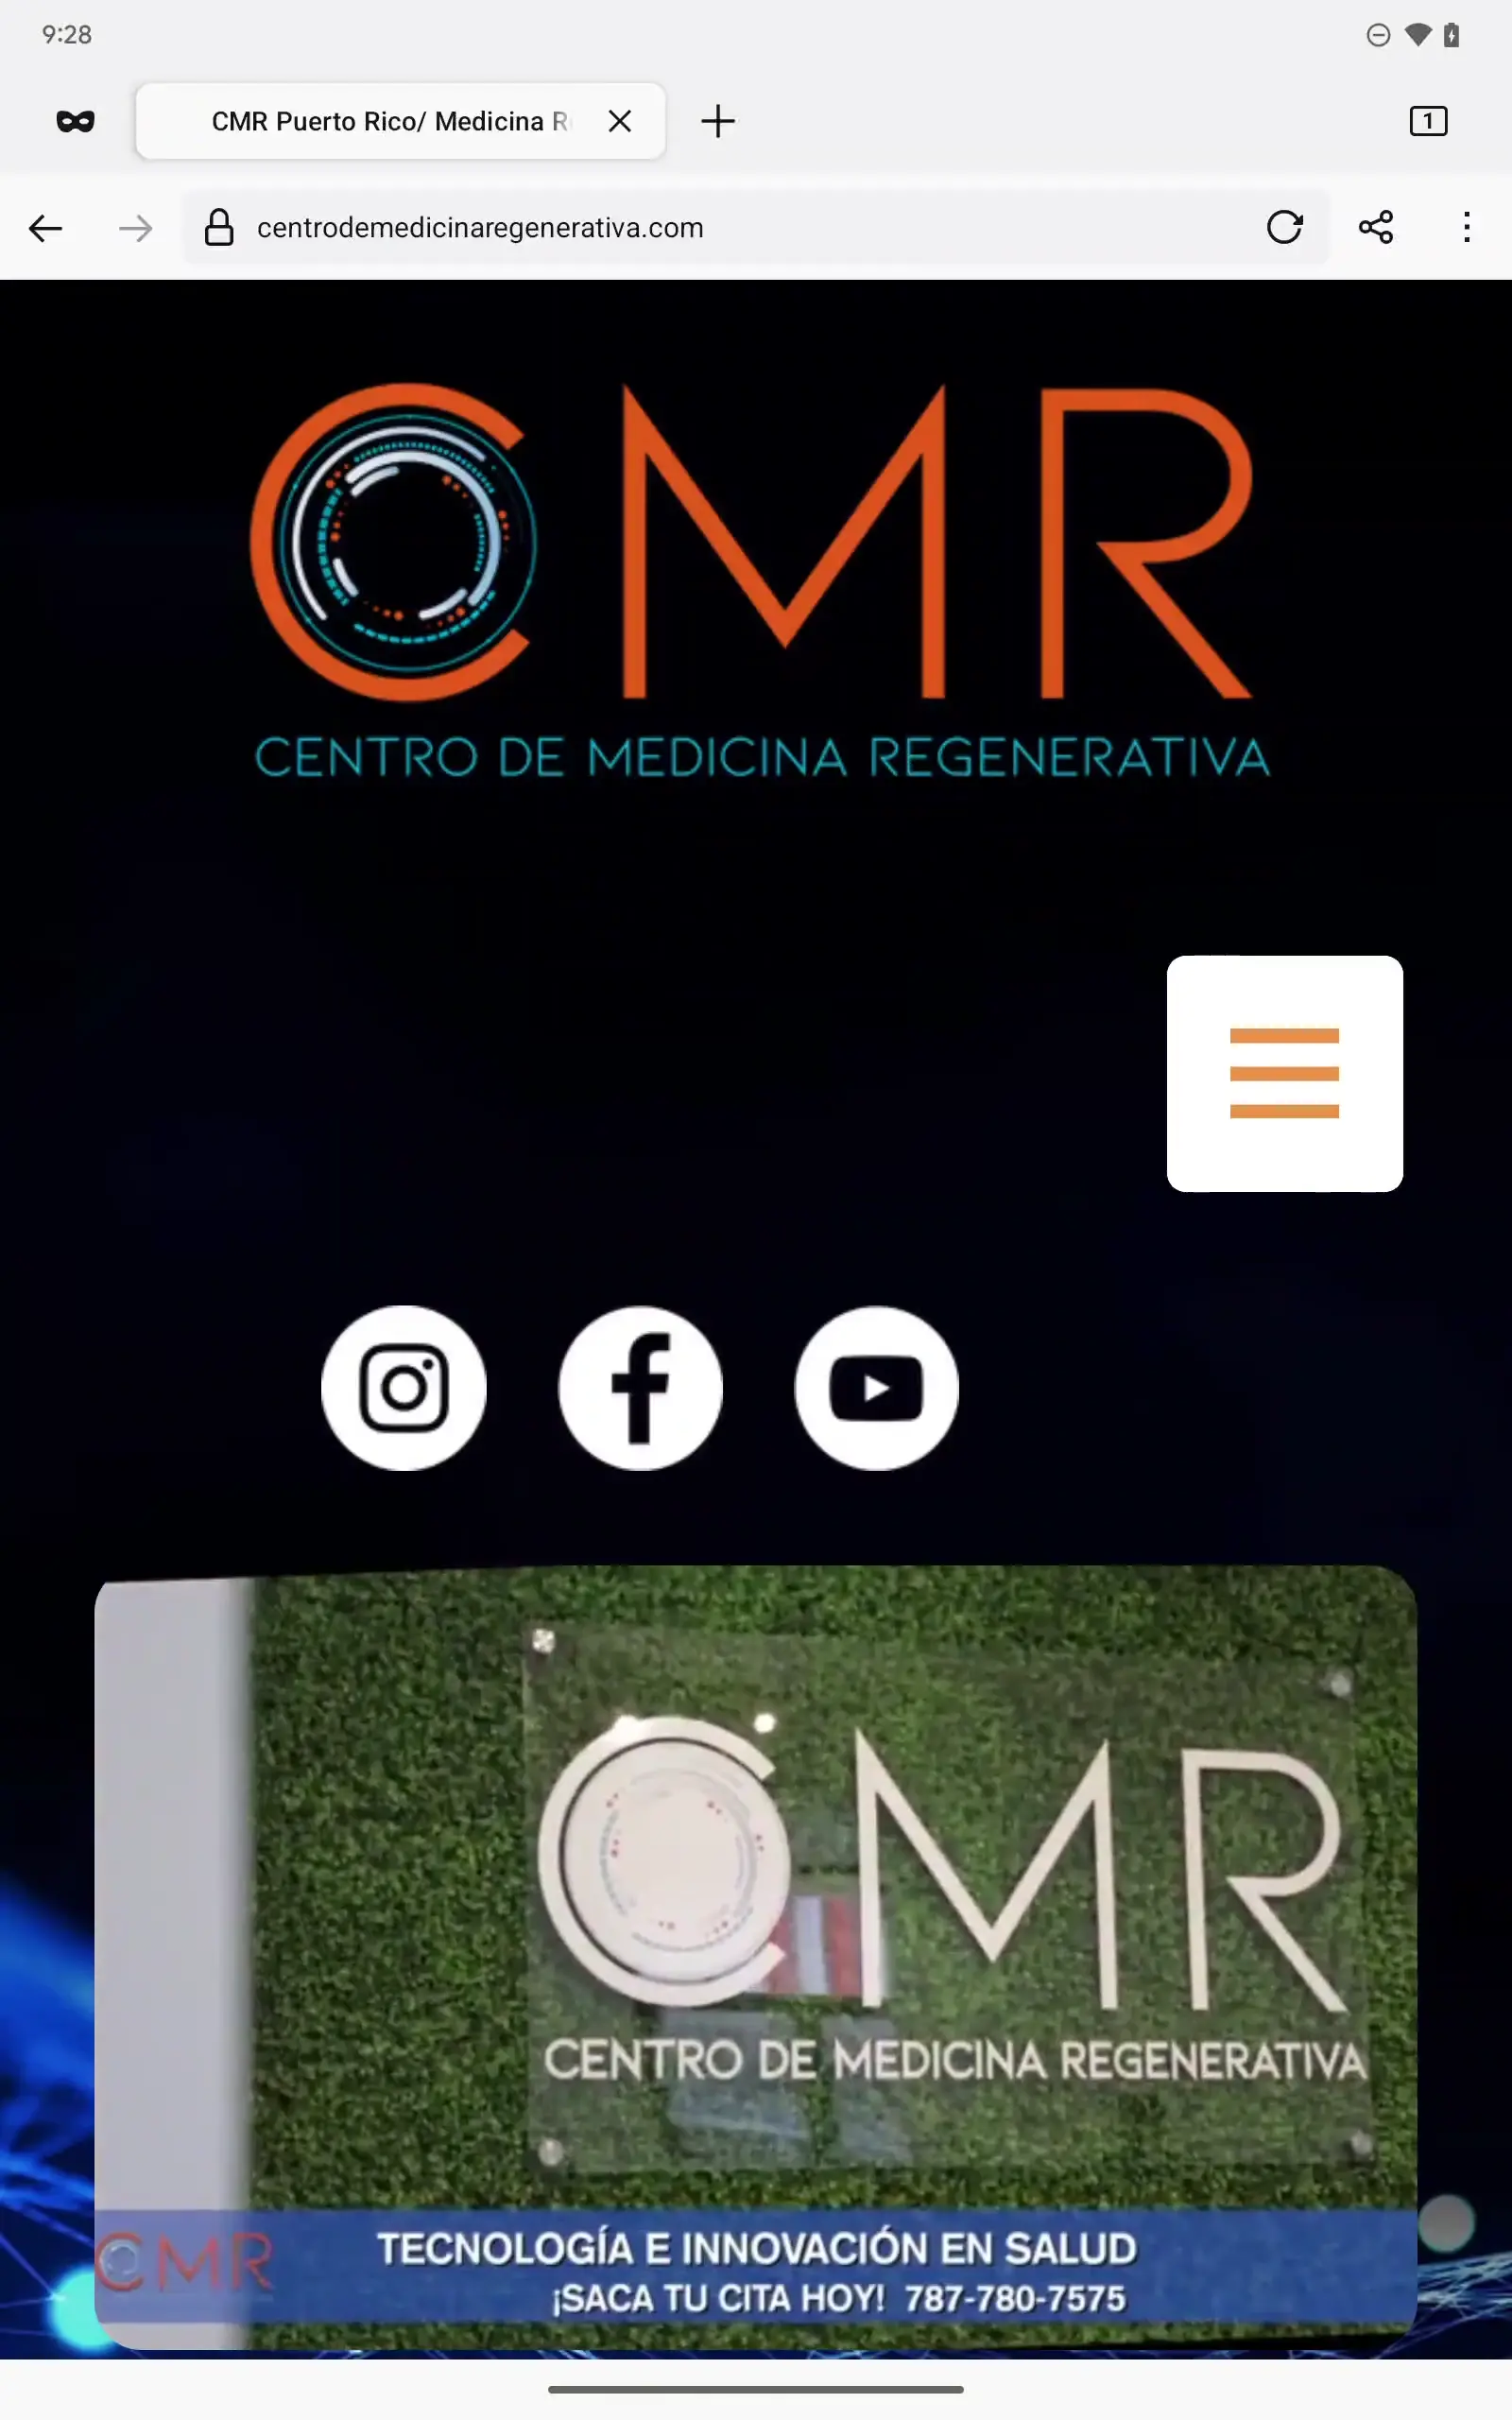 9:28
CMR Puerto Rico/ Medicina R
1
centrodemedicinaregenerativa.com
CMR
CENTRO DE MEDICINA REGENERATIVA
CMR
CENTRO DE MEDICINA REGENERATIVA
CMR
TECNOLOGÍA E INNOVACIÓN EN SALUD
¡SACA TU CITA HOY! 787-780-7575